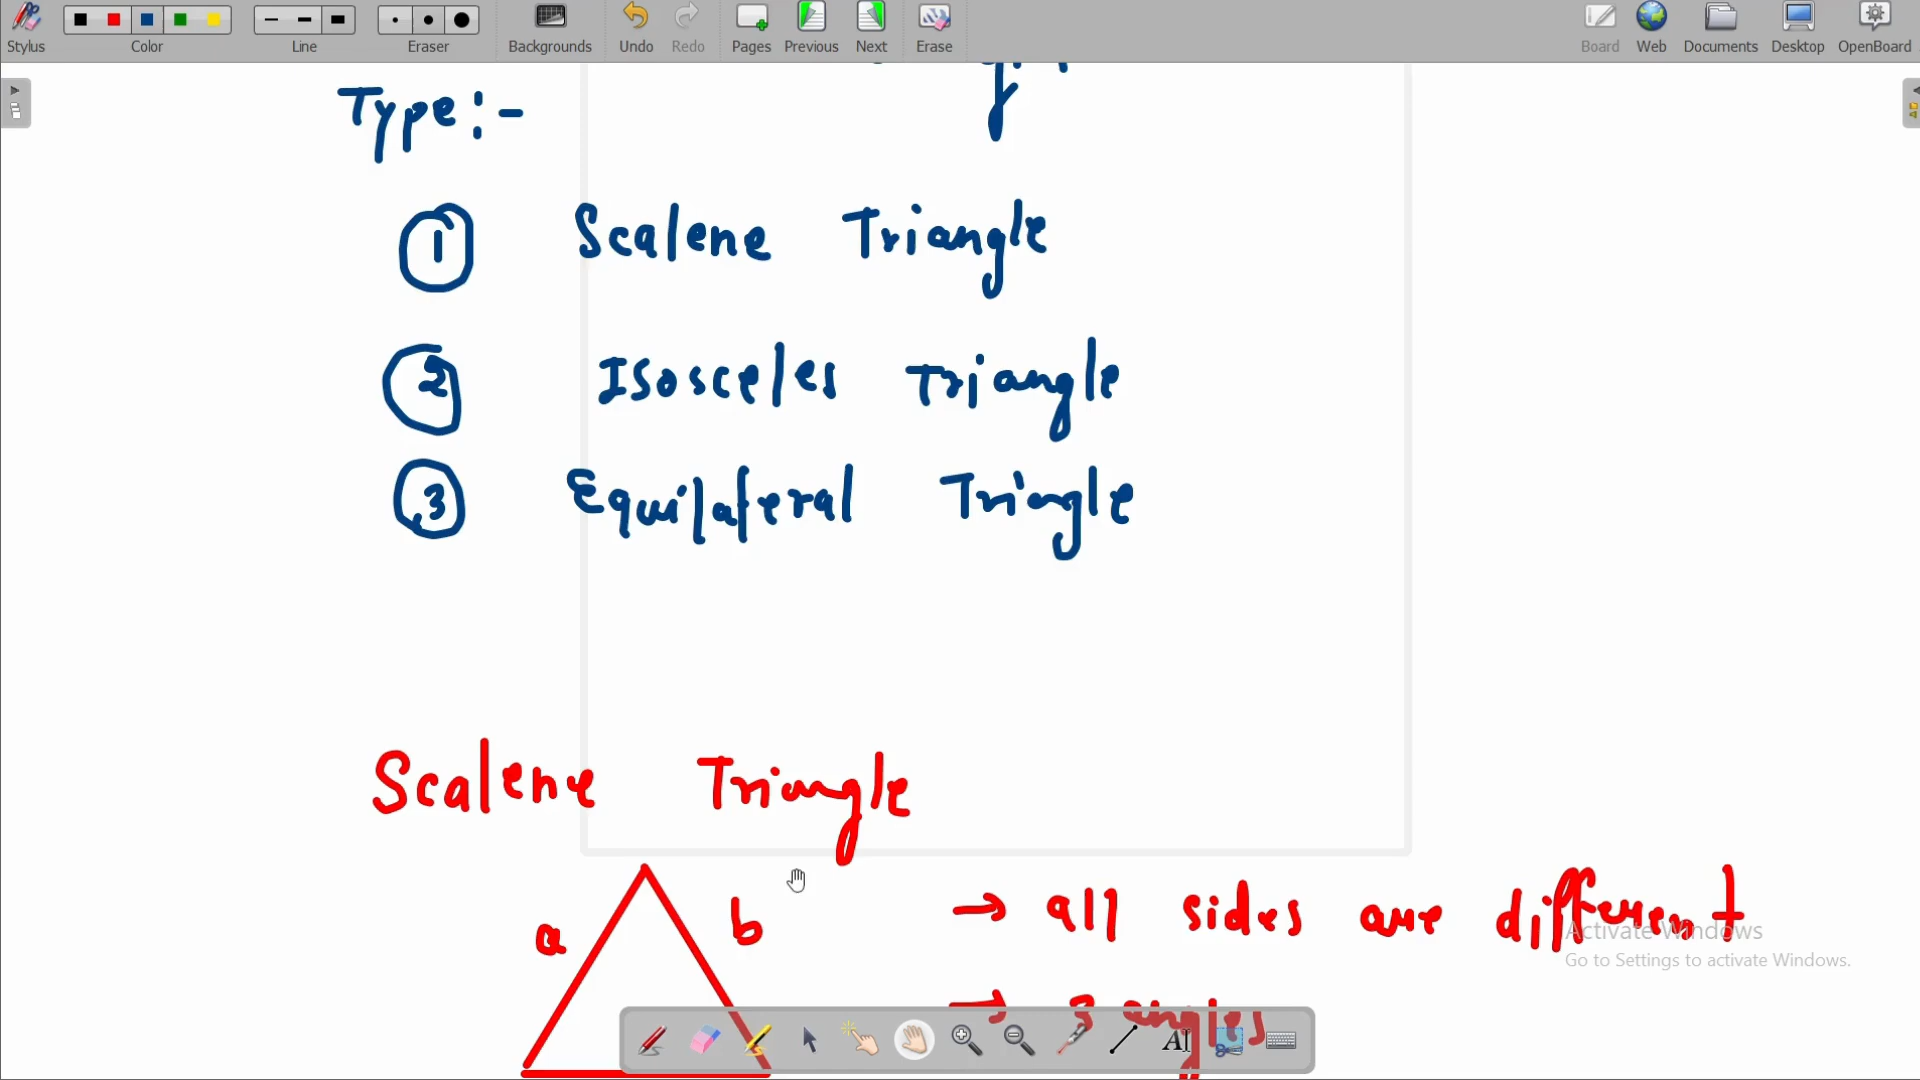 Stylus Color Line Eraser Backgrounds Undo Redo Pages Previous Next Erase Board Web Documents Desktop OpenBoard
Type:-
1 Scalene Triangle
2 Isosceles Triangle
3 Equilateral Triangle
Scalene Triangle
a b → all sides are different
Activate Windows
Go to Settings to activate Windows.
→ 3 angles